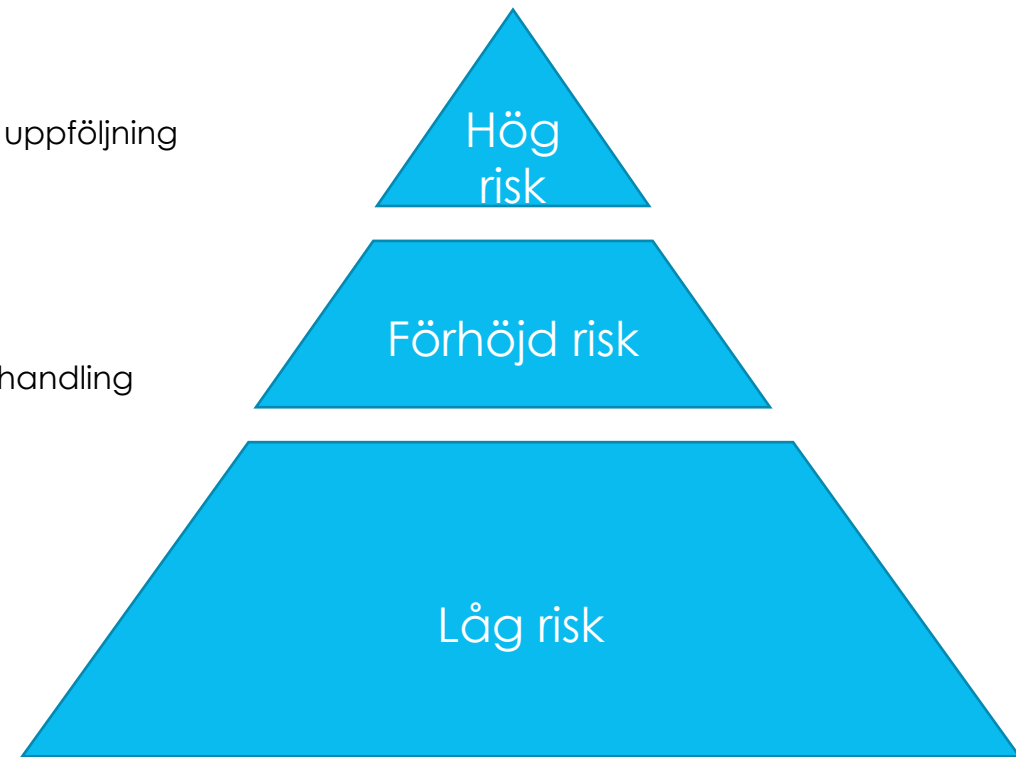 uppföljning
Hög
risk
Förhöjd risk
handling
Låg risk